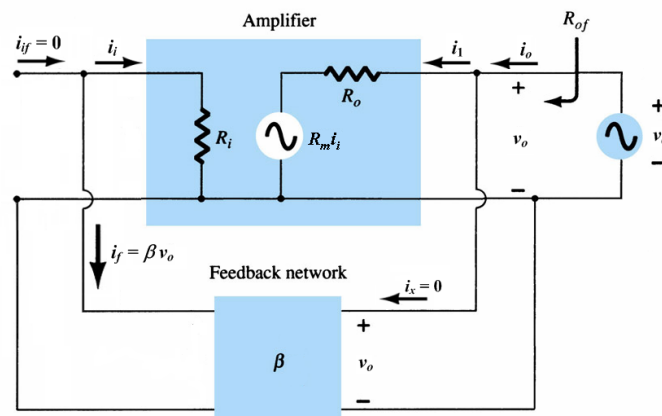 Amplifier
i_if = 0
i_i
i_1
i_o
R_of
R_o
R_i
R_m i_i
+
v_o
−
+
−
i_f = βv_o
Feedback network
i_x = 0
β
+
v_o
−